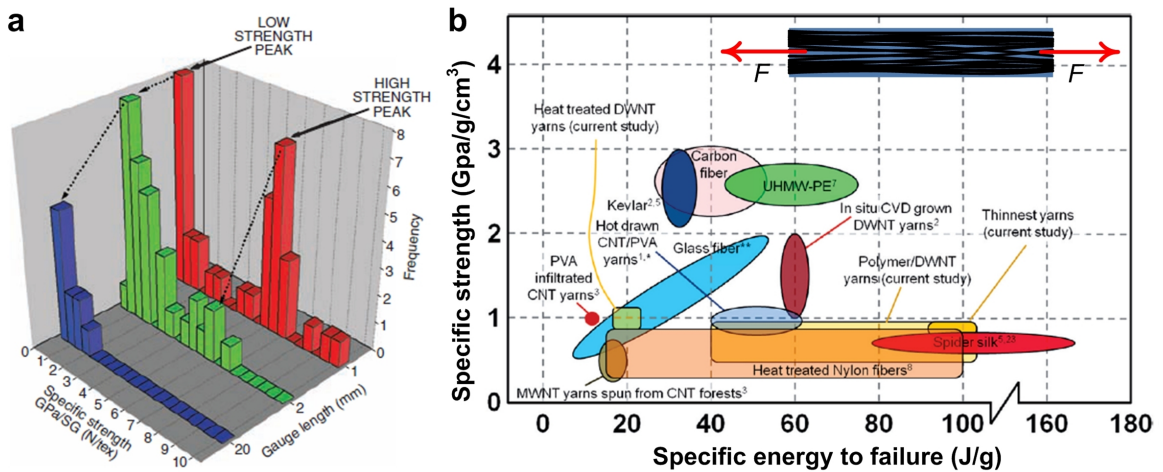 a
LOW
STRENGTH
PEAK
HIGH
STRENGTH
PEAK
8
7
6
5
4
3
2
1
0
Frequency
0
1
2
3
4
5
6
7
8
9
10
Specific strength
GPa/SG (N/tex)
1
2
20
Gauge length (mm)
b
Specific strength (Gpa/g/cm³)
4
3
2
1
0
F
F
Heat treated DWNT
yarns (current study)
Carbon
fiber
UHMW-PE⁷
Kevlar²,⁵
Hot drawn
CNT/PVA
yarns¹,*
Glass fiber**
In situ CVD grown
DWNT yarns²
Thinnest yarns
(current study)
PVA
infiltrated
CNT yarns³
Polymer/DWNT
yarns (current study)
Spider silk⁵,²³
Heat treated Nylon fibers⁸
MWNT yarns spun from CNT forests³
0 20 40 60 80 100 160 180
Specific energy to failure (J/g)